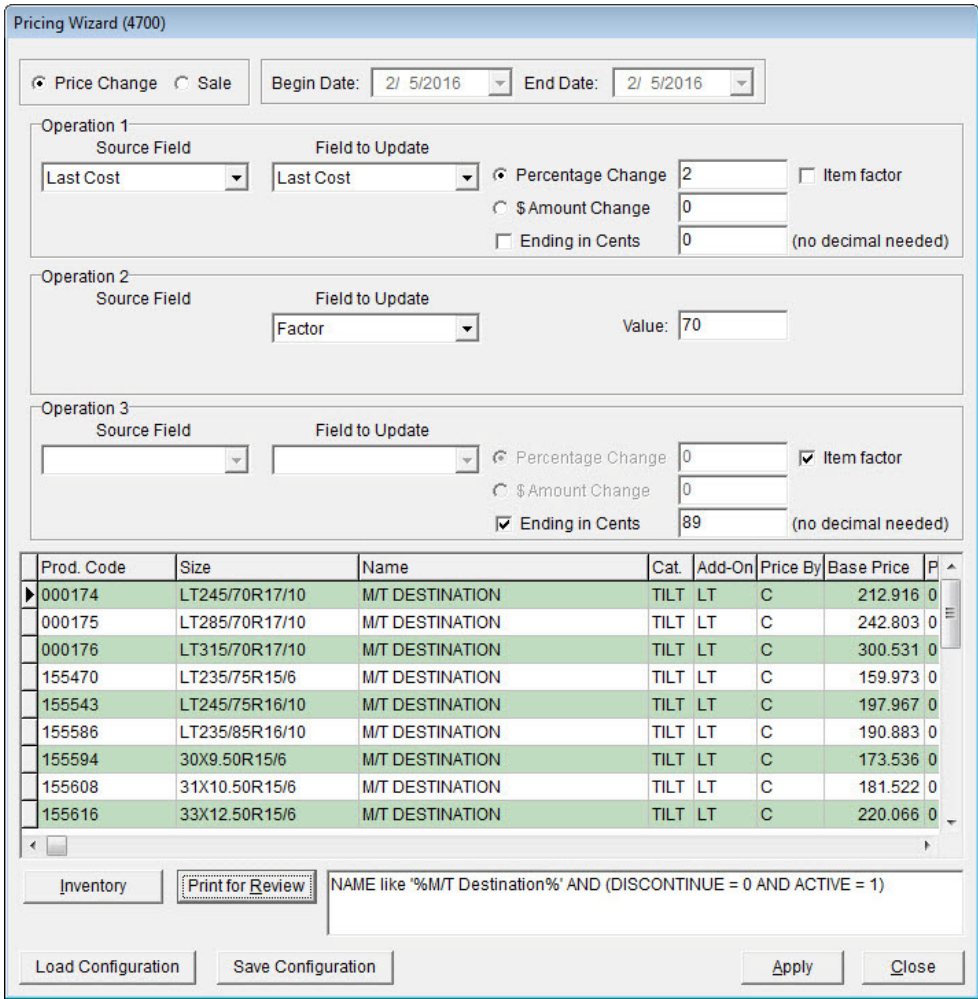 Pricing Wizard (4700)
Price Change Sale Begin Date: 2/ 5/2016 End Date: 2/ 5/2016
Operation 1
Source Field Field to Update
Last Cost Last Cost Percentage Change 2 Item factor
$ Amount Change 0
Ending in Cents 0 (no decimal needed)
Operation 2
Source Field Field to Update
Factor Value: 70
Operation 3
Source Field Field to Update
Percentage Change 0 Item factor
$ Amount Change 0
Ending in Cents 89 (no decimal needed)
Prod. Code Size Name Cat. Add-On Price By Base Price P
000174 LT245/70R17/10 M/T DESTINATION TILT LT C 212.916 0
000175 LT285/70R17/10 M/T DESTINATION TILT LT C 242.803 0
000176 LT315/70R17/10 M/T DESTINATION TILT LT C 300.531 0
155470 LT235/75R15/6 M/T DESTINATION TILT LT C 159.973 0
155543 LT245/75R16/10 M/T DESTINATION TILT LT C 197.967 0
155586 LT235/85R16/10 M/T DESTINATION TILT LT C 190.883 0
155594 30X9.50R15/6 M/T DESTINATION TILT LT C 173.536 0
155608 31X10.50R15/6 M/T DESTINATION TILT LT C 181.522 0
155616 33X12.50R15/6 M/T DESTINATION TILT LT C 220.066 0
Inventory Print for Review NAME like '%M/T Destination%' AND (DISCONTINUE = 0 AND ACTIVE = 1)
Load Configuration Save Configuration Apply Close